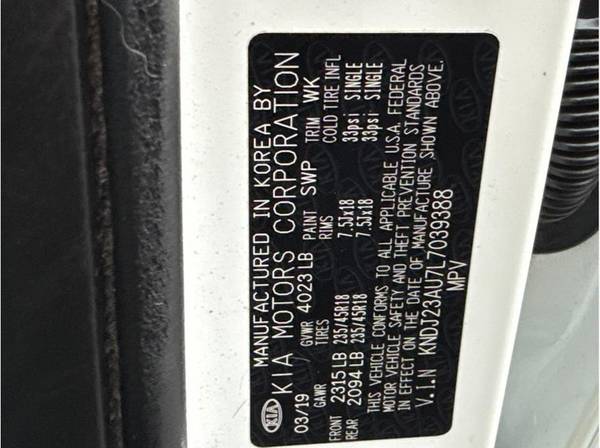 KIA
MANUFACTURED IN KOREA BY
KIA MOTORS CORPORATION
03/19 GVWR 4023 LB PAINT SWP TRIM WK
GAWR TIRES RIMS COLD TIRE INFL
FRONT 2315 LB 235/45R18 7.5Jx18 33psi SINGLE
REAR 2094 LB 235/45R18 7.5Jx18 33psi SINGLE
THIS VEHICLE CONFORMS TO ALL APPLICABLE U.S.A. FEDERAL
MOTOR VEHICLE SAFETY AND THEFT PREVENTION STANDARDS
IN EFFECT ON THE DATE OF MANUFACTURE SHOWN ABOVE.
V.I.N KNDJ23AU7L7039388
MPV